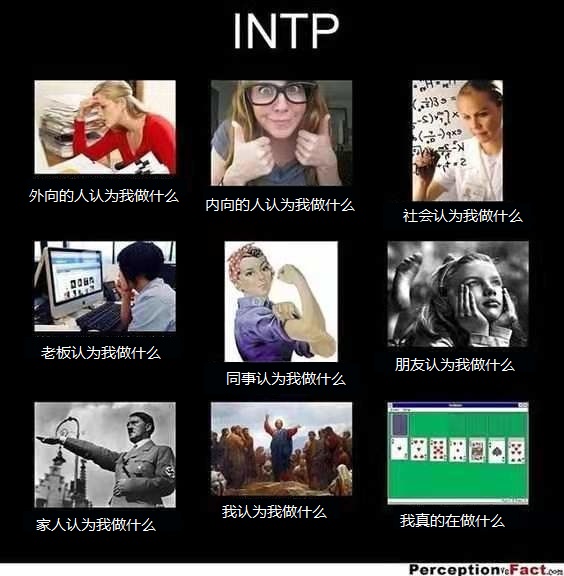 INTP
外向的人认为我做什么
内向的人认为我做什么
社会认为我做什么
老板认为我做什么
同事认为我做什么
朋友认为我做什么
家人认为我做什么
我认为我做什么
我真的在做什么
Perception vs Fact.com